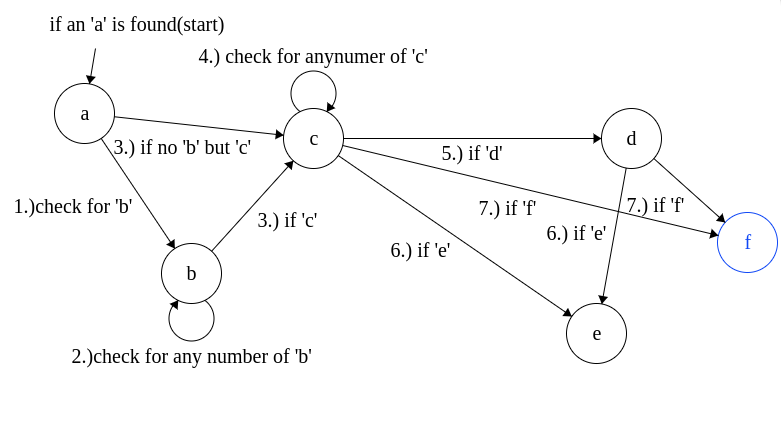 if an 'a' is found(start)
4.) check for anynumer of 'c'
a
c
d
3.) if no 'b' but 'c'
5.) if 'd'
1.)check for 'b'
3.) if 'c'
7.) if 'f'
7.) if 'f'
6.) if 'e'
6.) if 'e'
f
b
e
2.)check for any number of 'b'